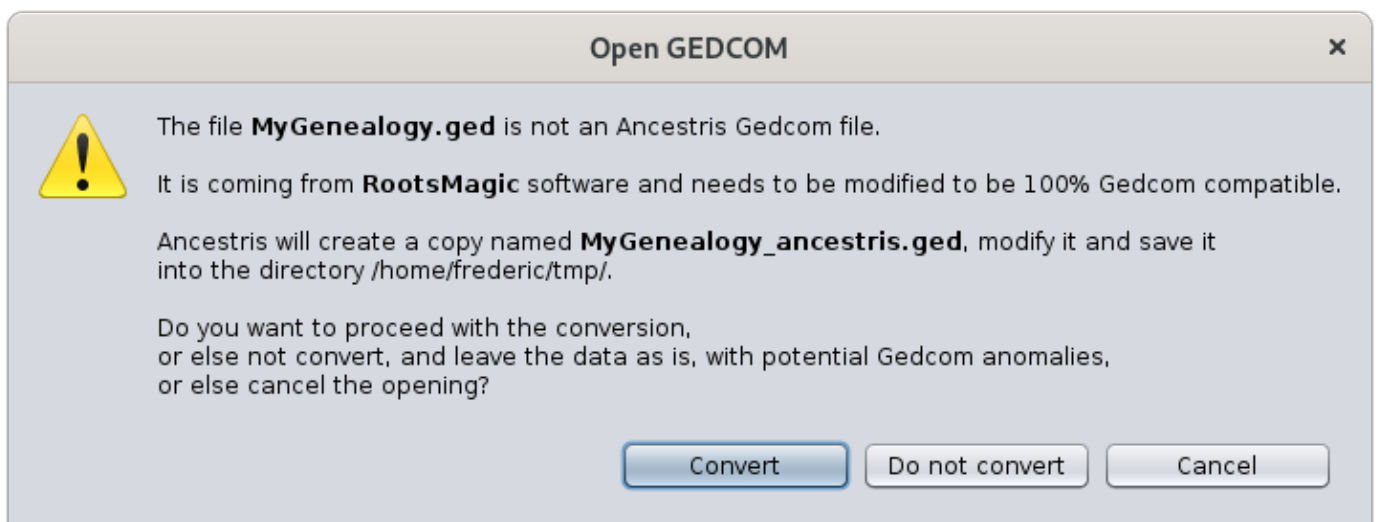 Open GEDCOM
×
The file MyGenealogy.ged is not an Ancestris Gedcom file.
It is coming from RootsMagic software and needs to be modified to be 100% Gedcom compatible.
Ancestris will create a copy named MyGenealogy_ancestris.ged, modify it and save it
into the directory /home/frederic/tmp/.
Do you want to proceed with the conversion,
or else not convert, and leave the data as is, with potential Gedcom anomalies,
or else cancel the opening?
Convert
Do not convert
Cancel